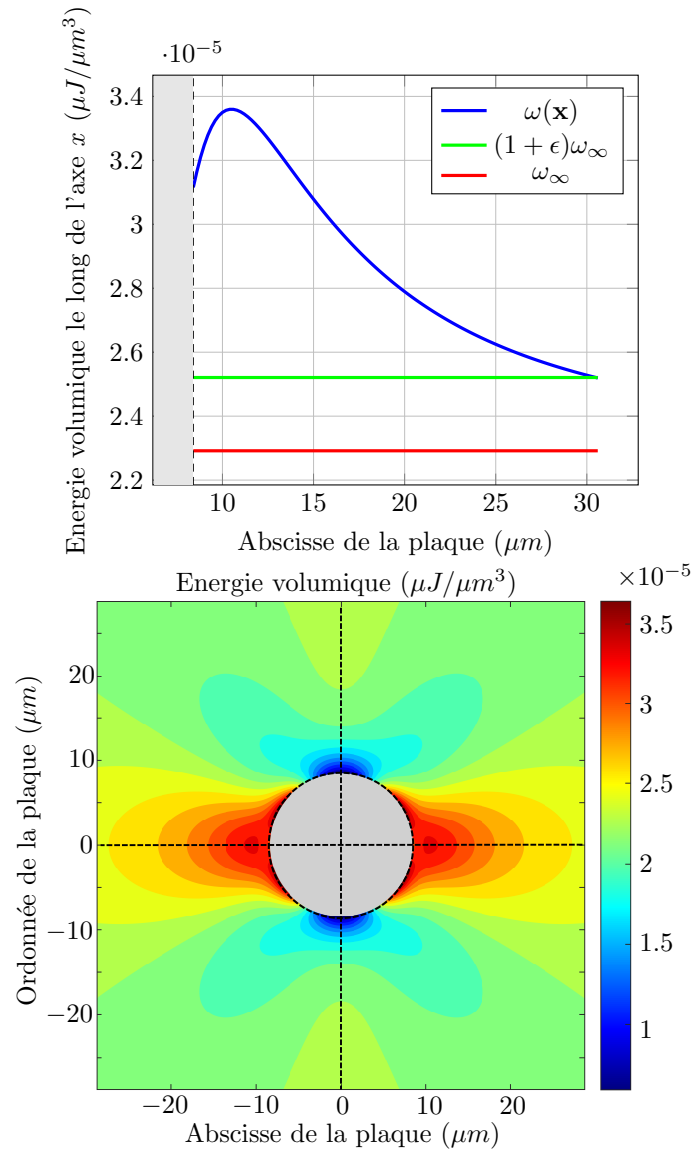 ·10⁻⁵
Energie volumique le long de l'axe x (μJ/μm³)
3.4
3.2
3
2.8
2.6
2.4
2.2
ω(𝐱)
(1 + ϵ)ω∞
ω∞
10 15 20 25 30
Abscisse de la plaque (μm)
Energie volumique (μJ/μm³)
×10⁻⁵
Ordonnée de la plaque (μm)
20
10
0
−10
−20
3.5
3
2.5
2
1.5
1
−20 −10 0 10 20
Abscisse de la plaque (μm)